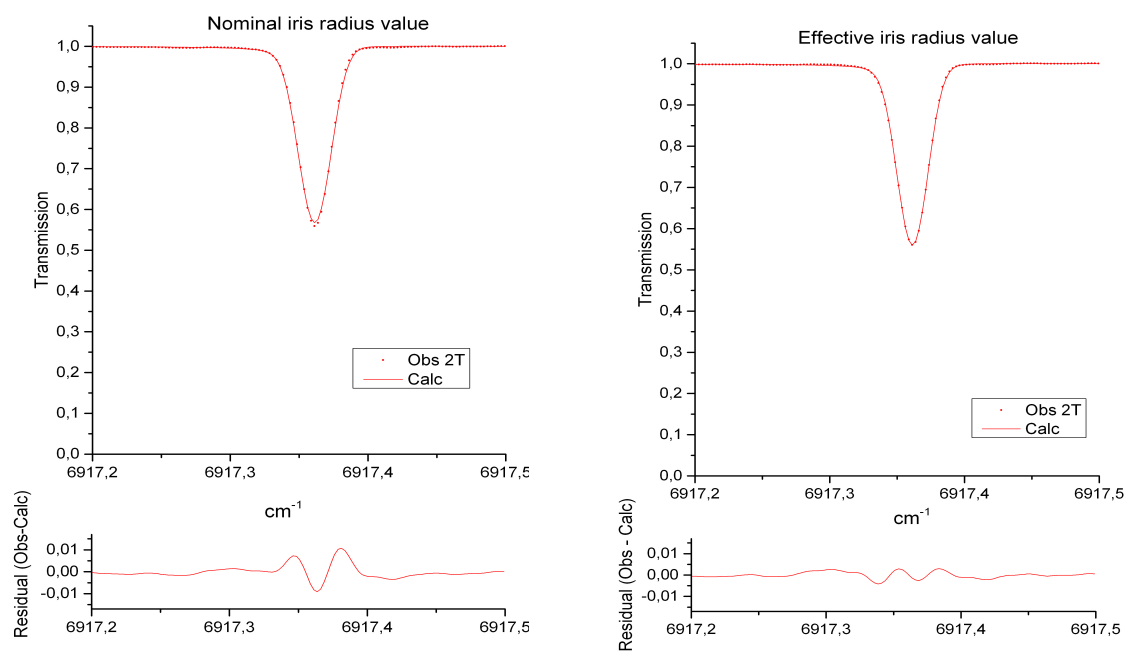 Nominal iris radius value
1,0
0,9
0,8
0,7
0,6
0,5
0,4
0,3
0,2
0,1
0,0
Transmission
Obs 2T
Calc
6917,2 6917,3 6917,4 6917,5
cm⁻¹
Residual (Obs-Calc)
0,01
0,00
-0,01
6917,2 6917,3 6917,4 6917,5
Effective iris radius value
1,0
0,9
0,8
0,7
0,6
0,5
0,4
0,3
0,2
0,1
0,0
Transmission
Obs 2T
Calc
6917,2 6917,3 6917,4 6917,5
cm⁻¹
Residual (Obs - Calc)
0,01
0,00
-0,01
6917,2 6917,3 6917,4 6917,5